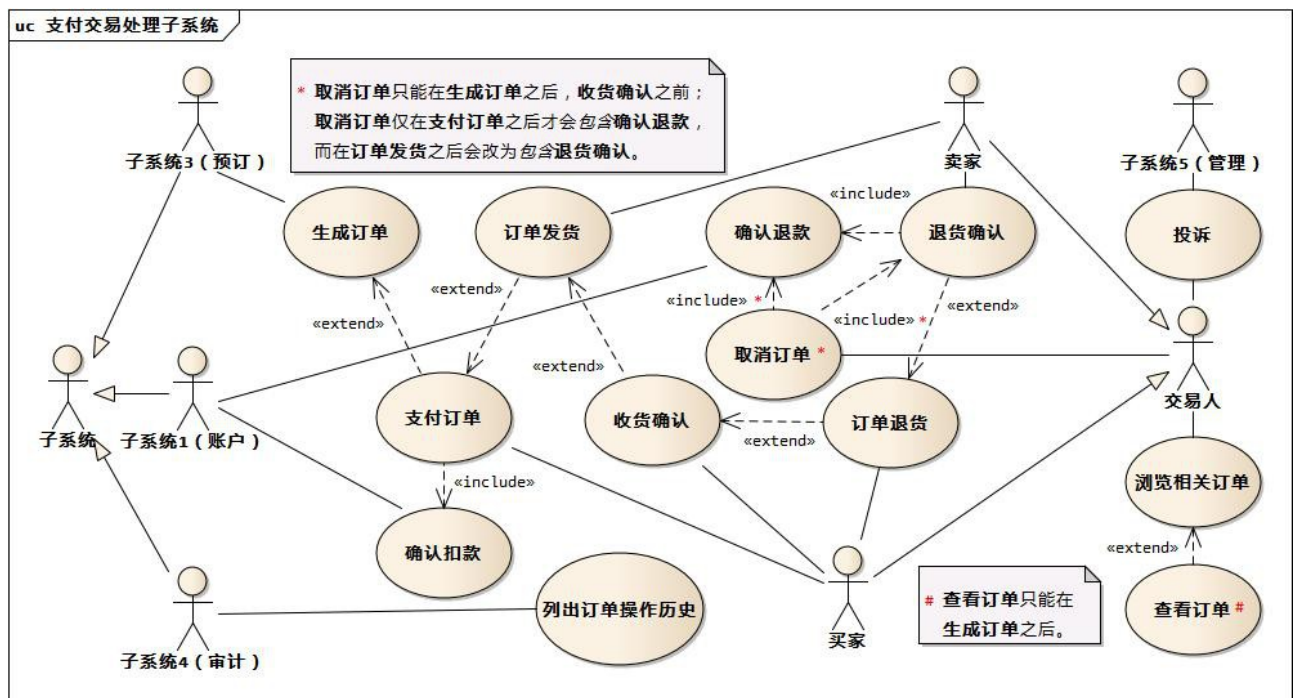 uc 支付交易处理子系统
* 取消订单只能在生成订单之后，收货确认之前；
取消订单仅在支付订单之后才会包含确认退款，
而在订单发货之后会改为包含退货确认。
子系统3（预订）
卖家
子系统5（管理）
«include»
生成订单
订单发货
确认退款
退货确认
投诉
«extend»
«include» *
«extend»
«extend»
«include» *
取消订单 *
«extend»
子系统
子系统1（账户）
支付订单
收货确认
订单退货
交易人
«extend»
«include»
浏览相关订单
确认扣款
«extend»
列出订单操作历史
# 查看订单只能在
生成订单之后。
查看订单 #
买家
子系统4（审计）